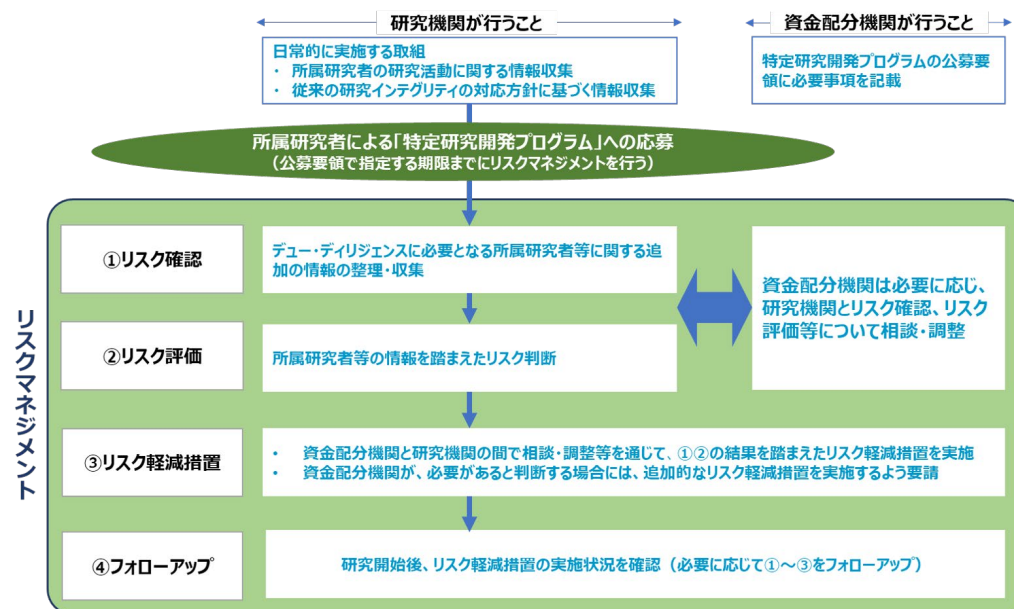 研究機関が行うこと
資金配分機関が行うこと
日常的に実施する取組
・ 所属研究者の研究活動に関する情報収集
・ 従来の研究インテグリティの対応方針に基づく情報収集
特定研究開発プログラムの公募要
領に必要事項を記載
所属研究者による「特定研究開発プログラム」への応募
（公募要領で指定する期限までにリスクマネジメントを行う）
リスクマネジメント
①リスク確認
デュー・ディリジェンスに必要となる所属研究者等に関する追
加の情報の整理・収集
資金配分機関は必要に応じ、
研究機関とリスク確認、リスク
評価等について相談・調整
②リスク評価
所属研究者等の情報を踏まえたリスク判断
③リスク軽減措置
・ 資金配分機関と研究機関の間で相談・調整等を通じて、①②の結果を踏まえたリスク軽減措置を実施
・ 資金配分機関が、必要があると判断する場合には、追加的なリスク軽減措置を実施するよう要請
④フォローアップ
研究開始後、リスク軽減措置の実施状況を確認（必要に応じて①～③をフォローアップ）